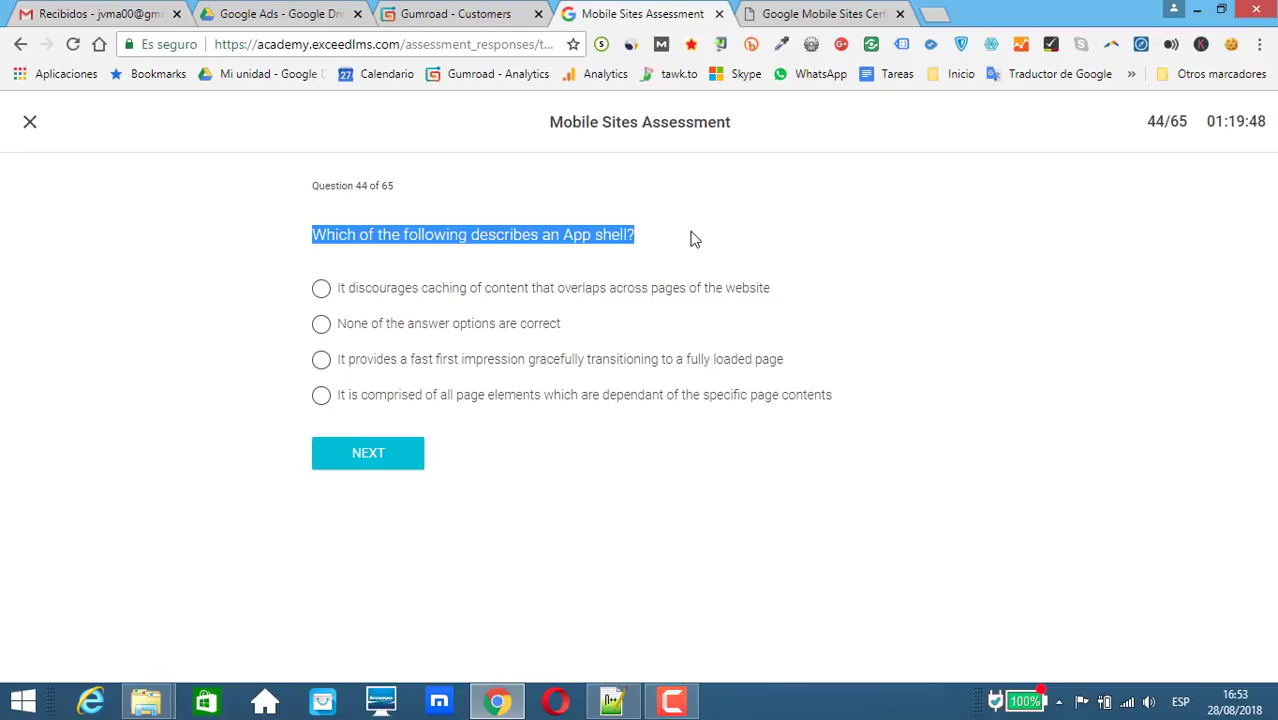 Recibidos - jvma00@gma
Google Ads - Google Dri
Gumroad - Customers
Mobile Sites Assessment
Google Mobile Sites Cert
Es seguro
https://academy.exceedlms.com/assessment_responses/t...
Aplicaciones
Bookmarks
Mi unidad - Google D
27
Calendario
Gumroad - Analytics
Analytics
tawk.to
Skype
WhatsApp
Tareas
Inicio
Traductor de Google
»
Otros marcadores
Mobile Sites Assessment
44/65
01:19:48
Question 44 of 65
Which of the following describes an App shell?
It discourages caching of content that overlaps across pages of the website
None of the answer options are correct
It provides a fast first impression gracefully transitioning to a fully loaded page
It is comprised of all page elements which are dependant of the specific page contents
NEXT
100%
ESP
16:53
28/08/2018